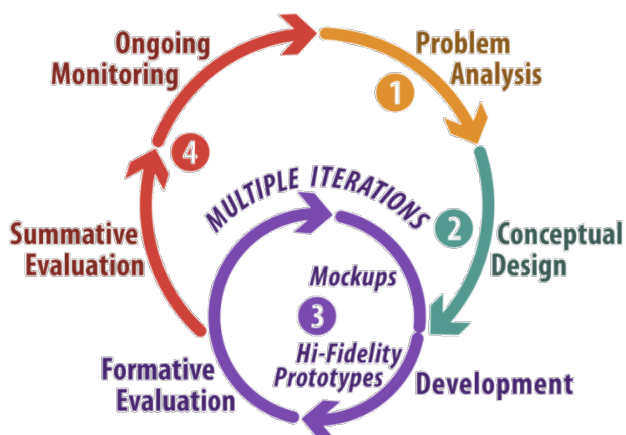 Problem
Analysis
1
2
Conceptual
Design
MULTIPLE ITERATIONS
Mockups
3
Hi-Fidelity
Prototypes
Development
Formative
Evaluation
Summative
Evaluation
4
Ongoing
Monitoring